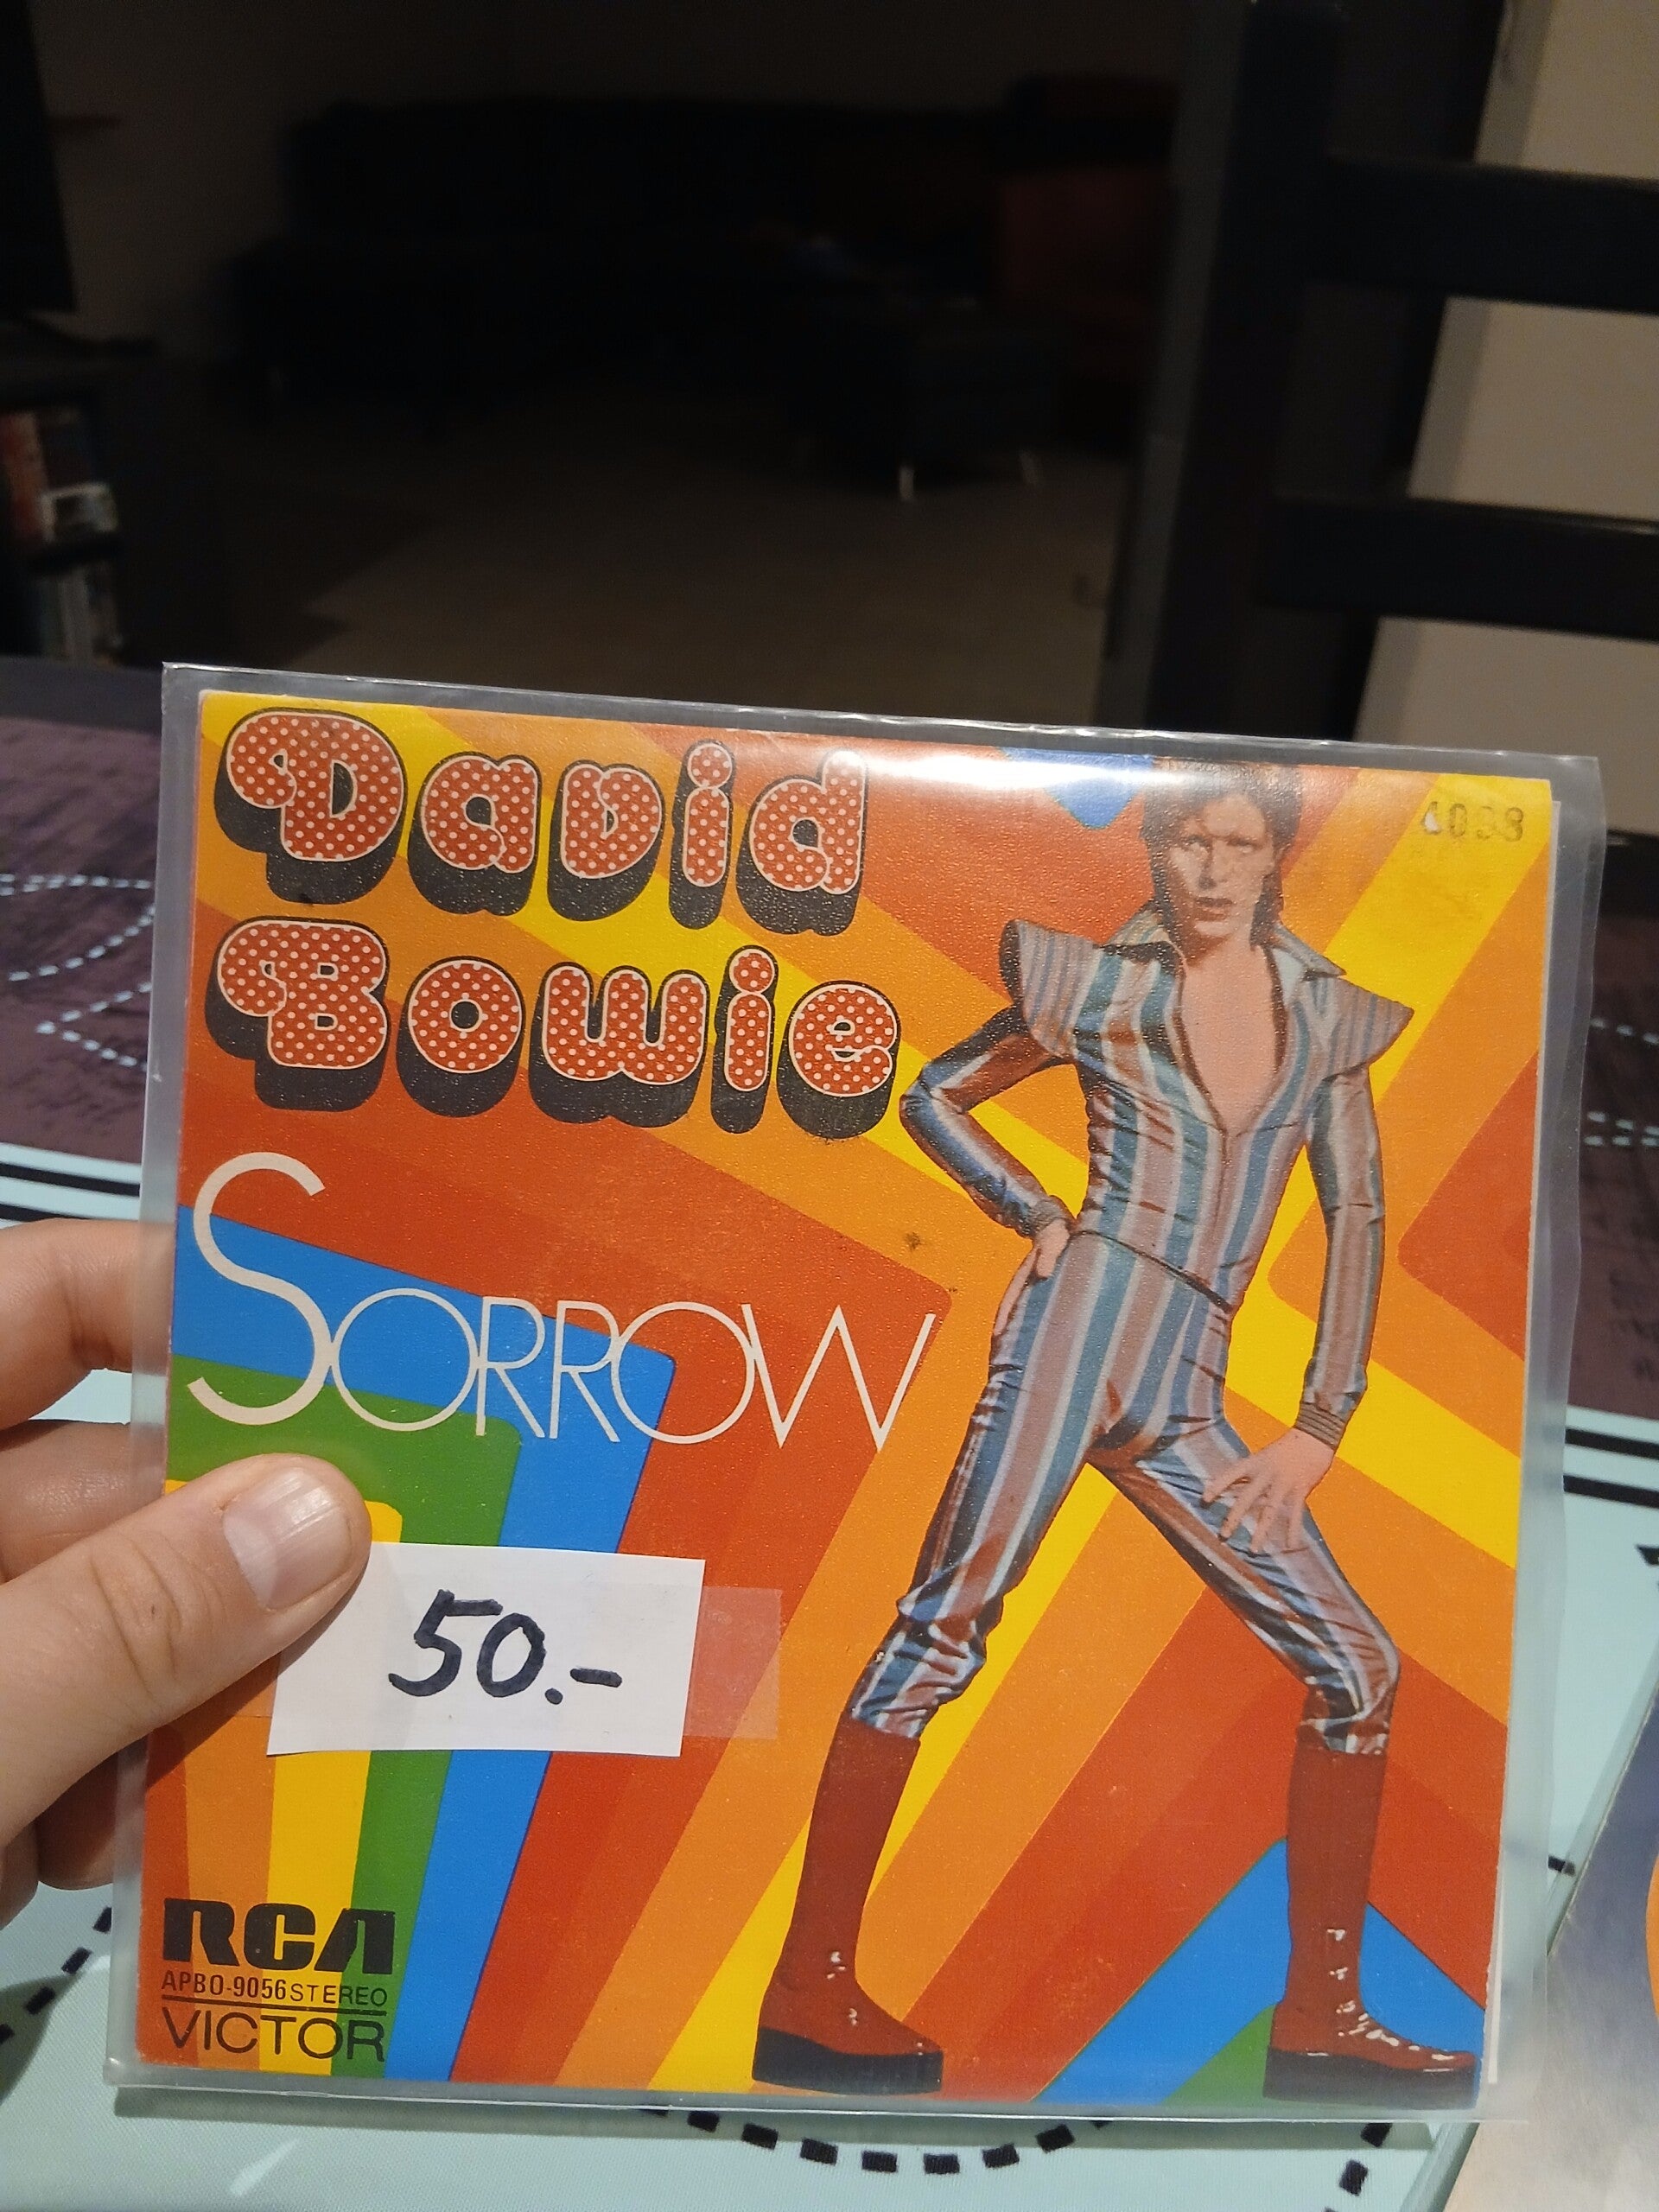 David
Bowie
SORROW
50.-
RCA
APBO-9056 STEREO
VICTOR